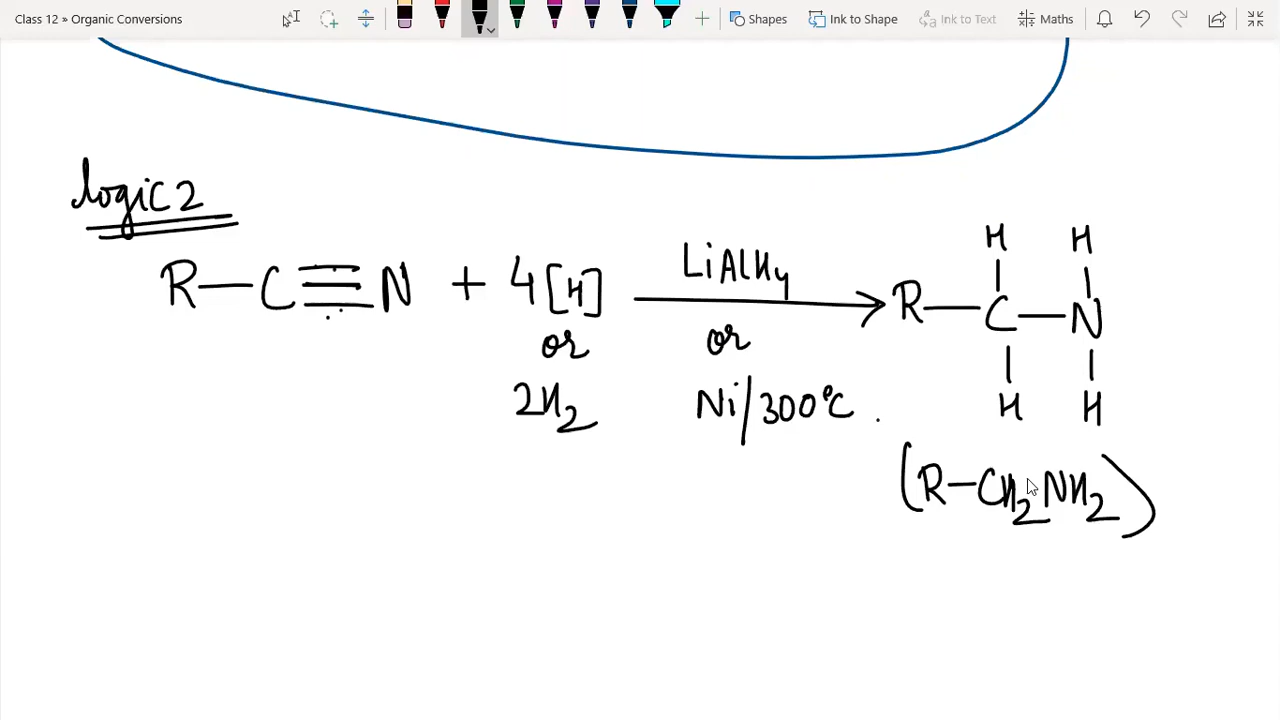 Class 12 » Organic Conversions
Shapes
Ink to Shape
Ink to Text
Maths
logic 2
R—C≡N + 4[H]
or
2H₂
LiAlH₄
or
Ni/300°C.
H H
R—C—N
H H
(R—CH₂NH₂)